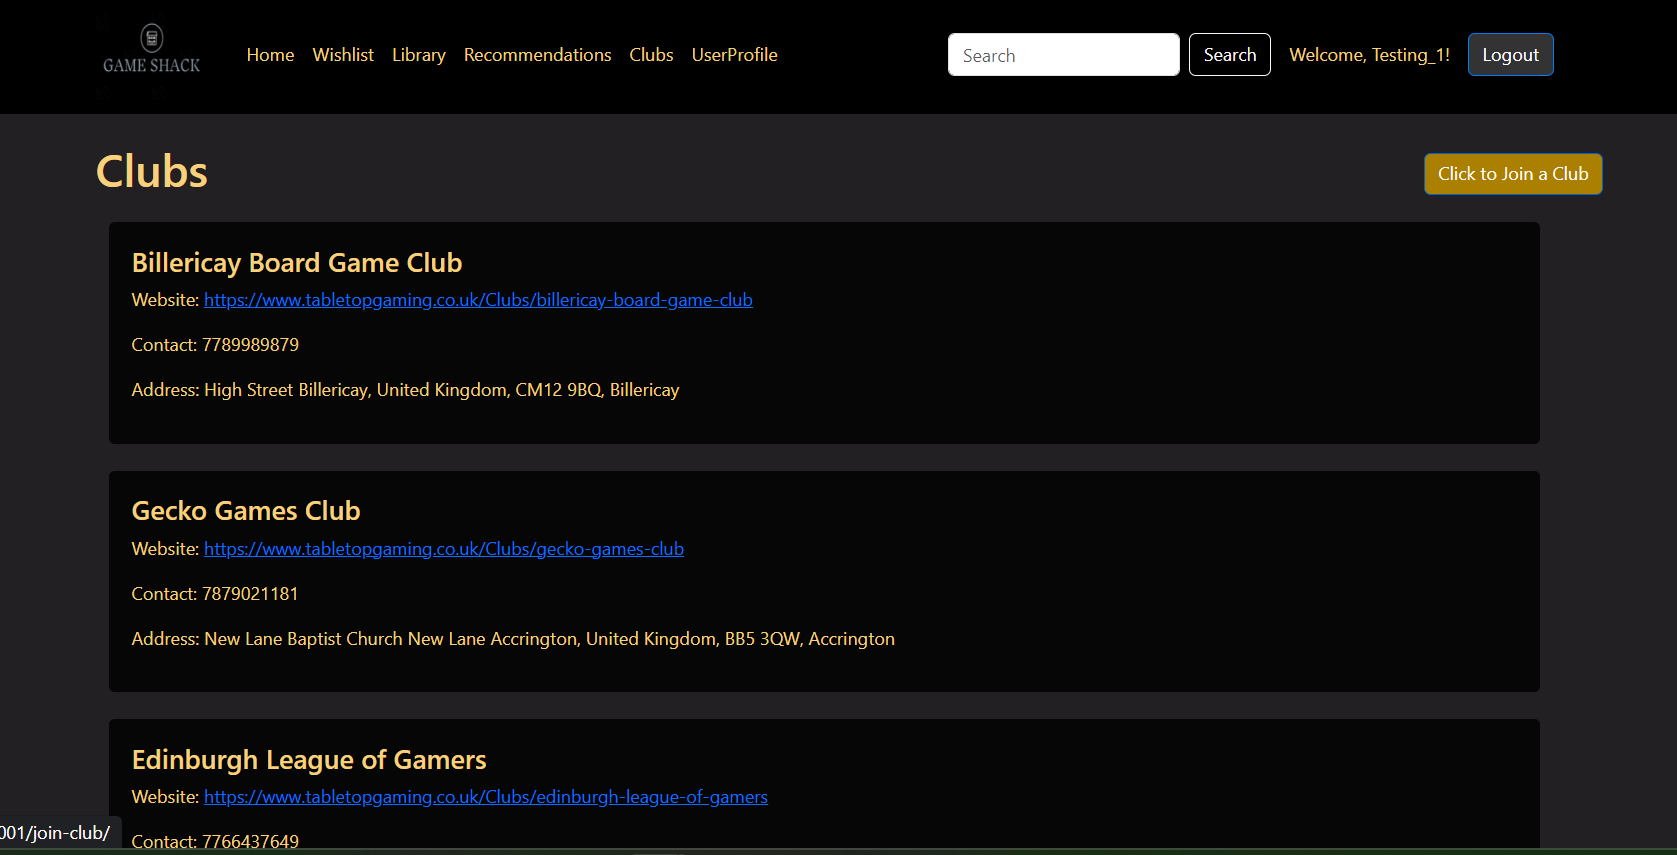 GAME SHACK
Home Wishlist Library Recommendations Clubs UserProfile Search Search Welcome, Testing_1! Logout
Clubs
Click to Join a Club
Billericay Board Game Club
Website: https://www.tabletopgaming.co.uk/Clubs/billericay-board-game-club
Contact: 7789989879
Address: High Street Billericay, United Kingdom, CM12 9BQ, Billericay
Gecko Games Club
Website: https://www.tabletopgaming.co.uk/Clubs/gecko-games-club
Contact: 7879021181
Address: New Lane Baptist Church New Lane Accrington, United Kingdom, BB5 3QW, Accrington
Edinburgh League of Gamers
Website: https://www.tabletopgaming.co.uk/Clubs/edinburgh-league-of-gamers
Contact: 7766437649
001/join-club/